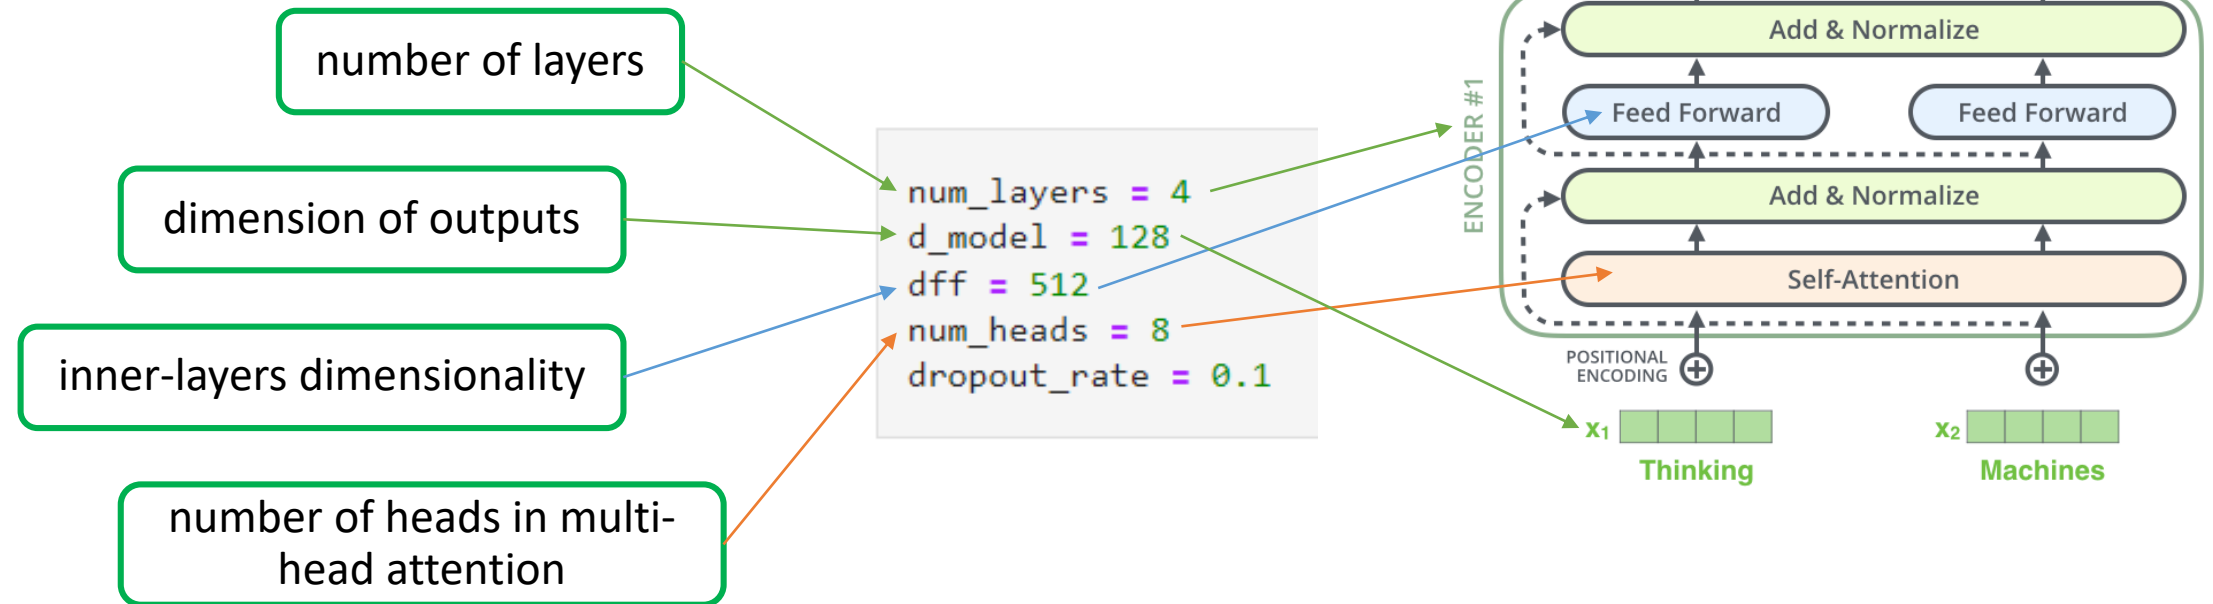 number of layers
dimension of outputs
inner-layers dimensionality
number of heads in multi-
head attention
num_layers = 4
d_model = 128
dff = 512
num_heads = 8
dropout_rate = 0.1
ENCODER #1
Add & Normalize
Feed Forward
Feed Forward
Add & Normalize
Self-Attention
POSITIONAL
ENCODING
x1
x2
Thinking
Machines